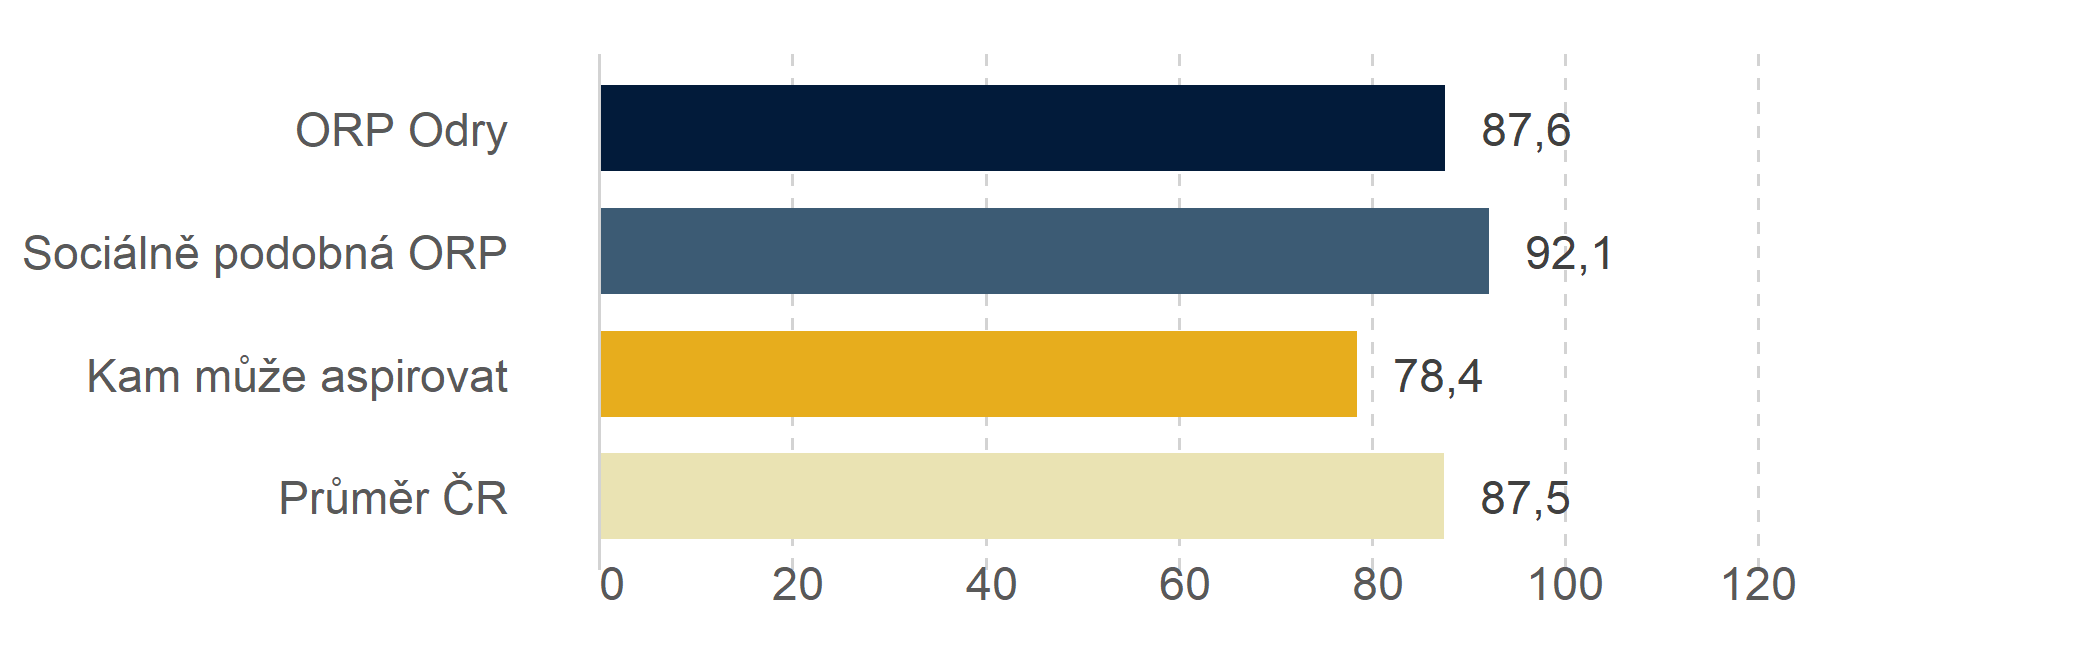 ORP Odry
87,6
Sociálně podobná ORP
92,1
Kam může aspirovat
78,4
Průměr ČR
87,5
0 20 40 60 80 100 120